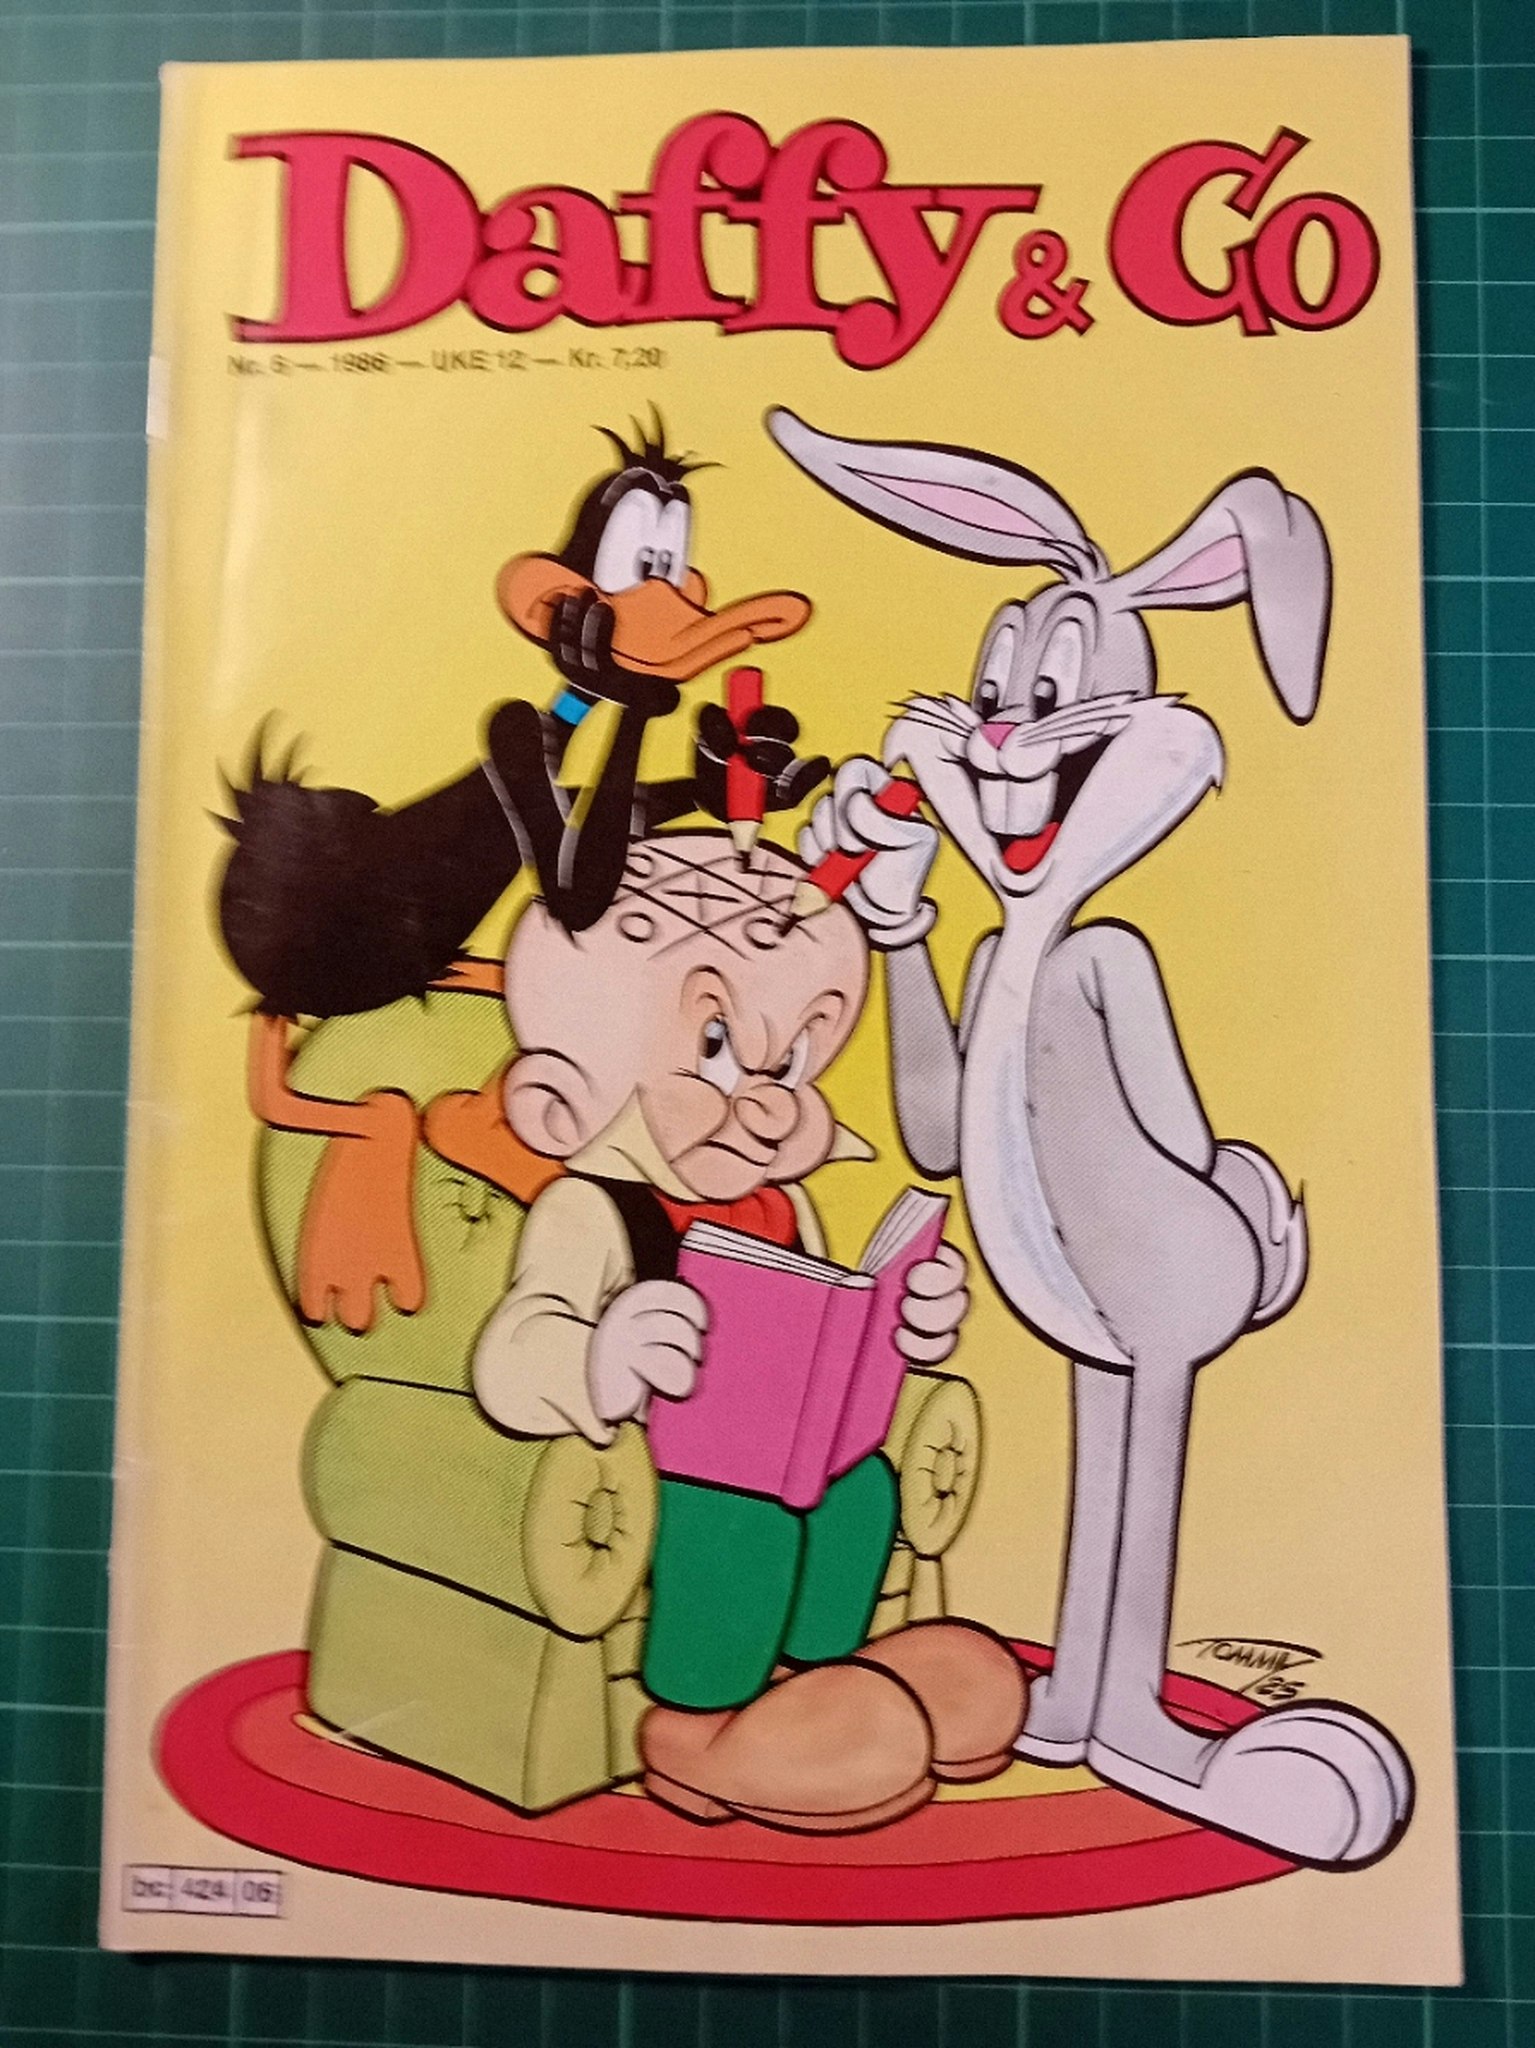 Daffy & Co
Nr. 6 — 1986 — UKE 12 — Kr. 7,20
TOMMY
/85
bc 424 06